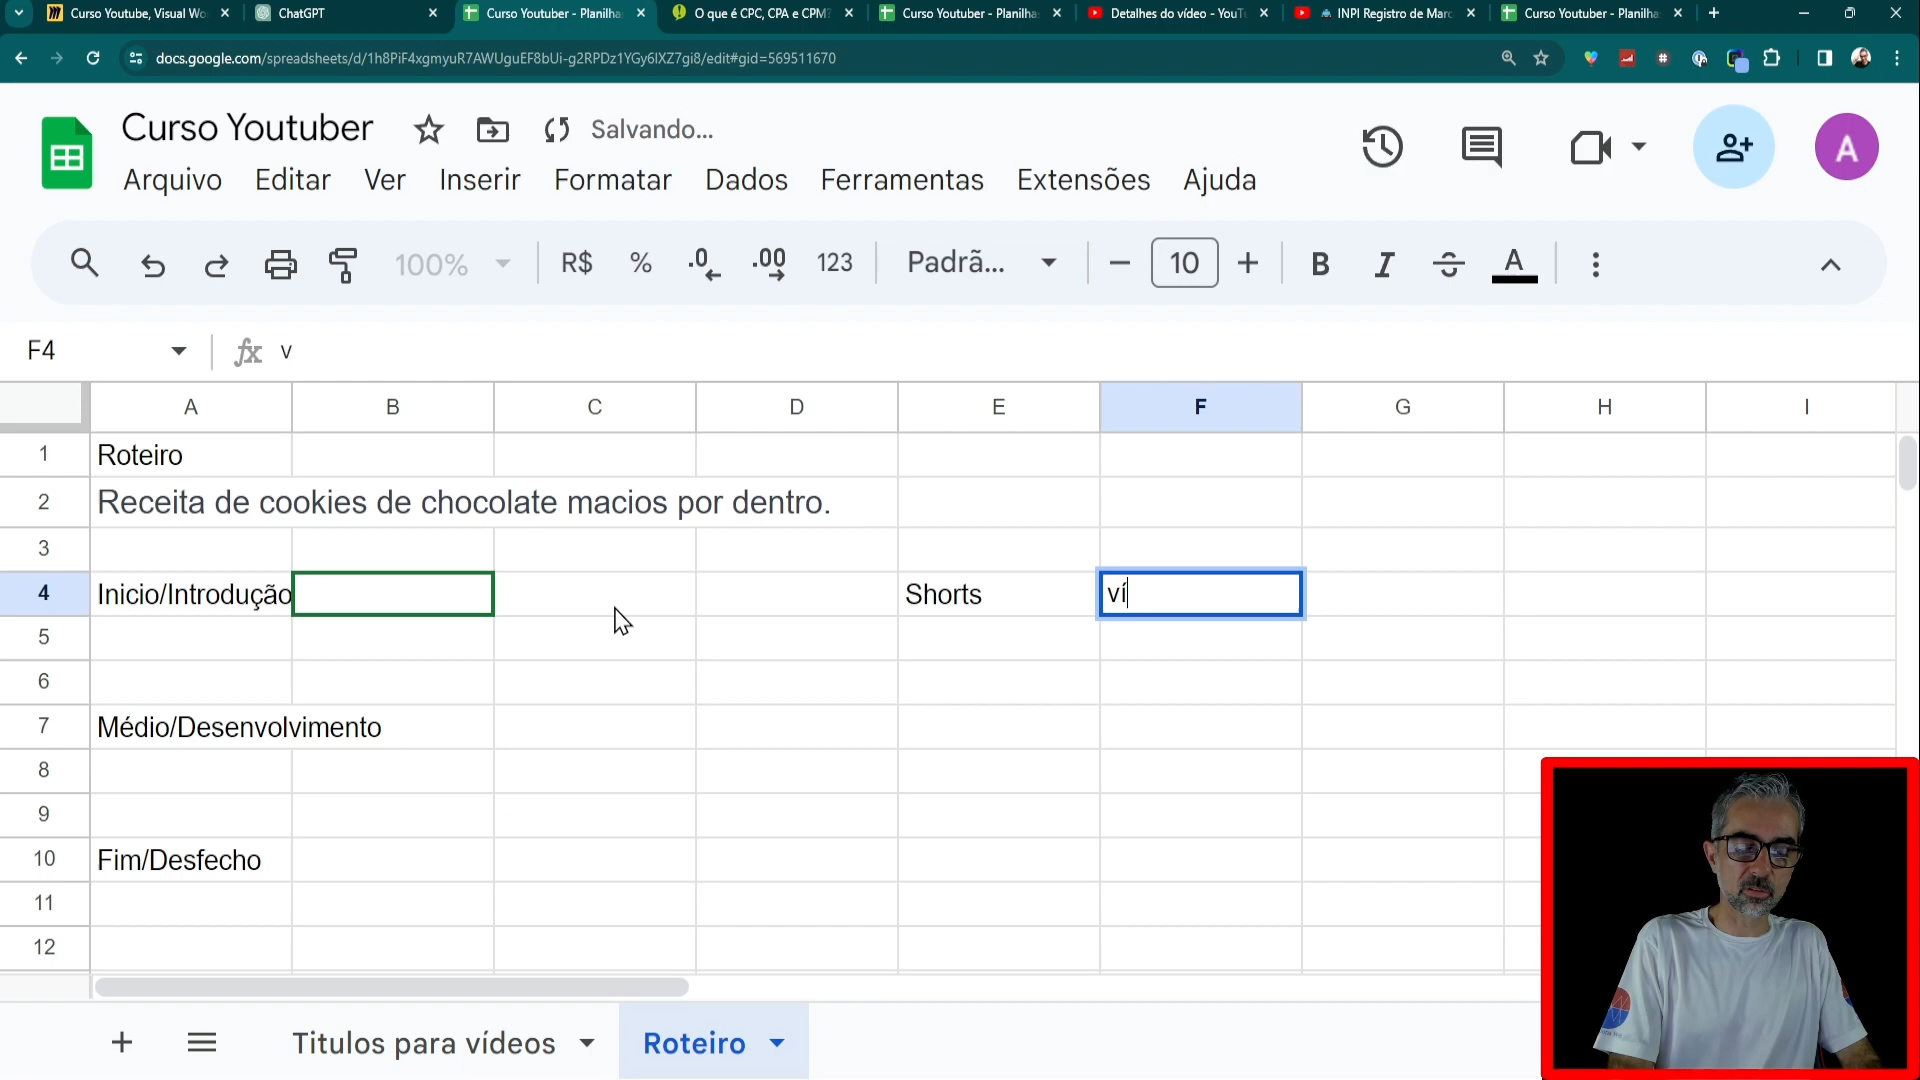 Curso Youtube, Visual Wo
ChatGPT
Curso Youtuber - Planilha
O que é CPC, CPA e CPM?
Curso Youtuber - Planilha
Detalhes do vídeo - YouTu
INPI Registro de Marc
Curso Youtuber - Planilha
docs.google.com/spreadsheets/d/1h8PiF4xgmyuR7AWUguEF8bUi-g2RPDz1YGy6IXZ7gi8/edit#gid=569511670
Curso Youtuber
Salvando...
Arquivo Editar Ver Inserir Formatar Dados Ferramentas Extensões Ajuda
A
100% R$ % .0 .00 123 Padrã... 10 B I S A
F4 fx v
A B C D E F G H I
1 Roteiro
2 Receita de cookies de chocolate macios por dentro.
3
4 Inicio/Introdução Shorts ví
5
6
7 Médio/Desenvolvimento
8
9
10 Fim/Desfecho
11
12
Titulos para vídeos Roteiro